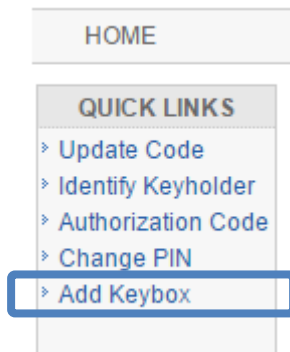 HOME
QUICK LINKS
Update Code
Identify Keyholder
Authorization Code
Change PIN
Add Keybox